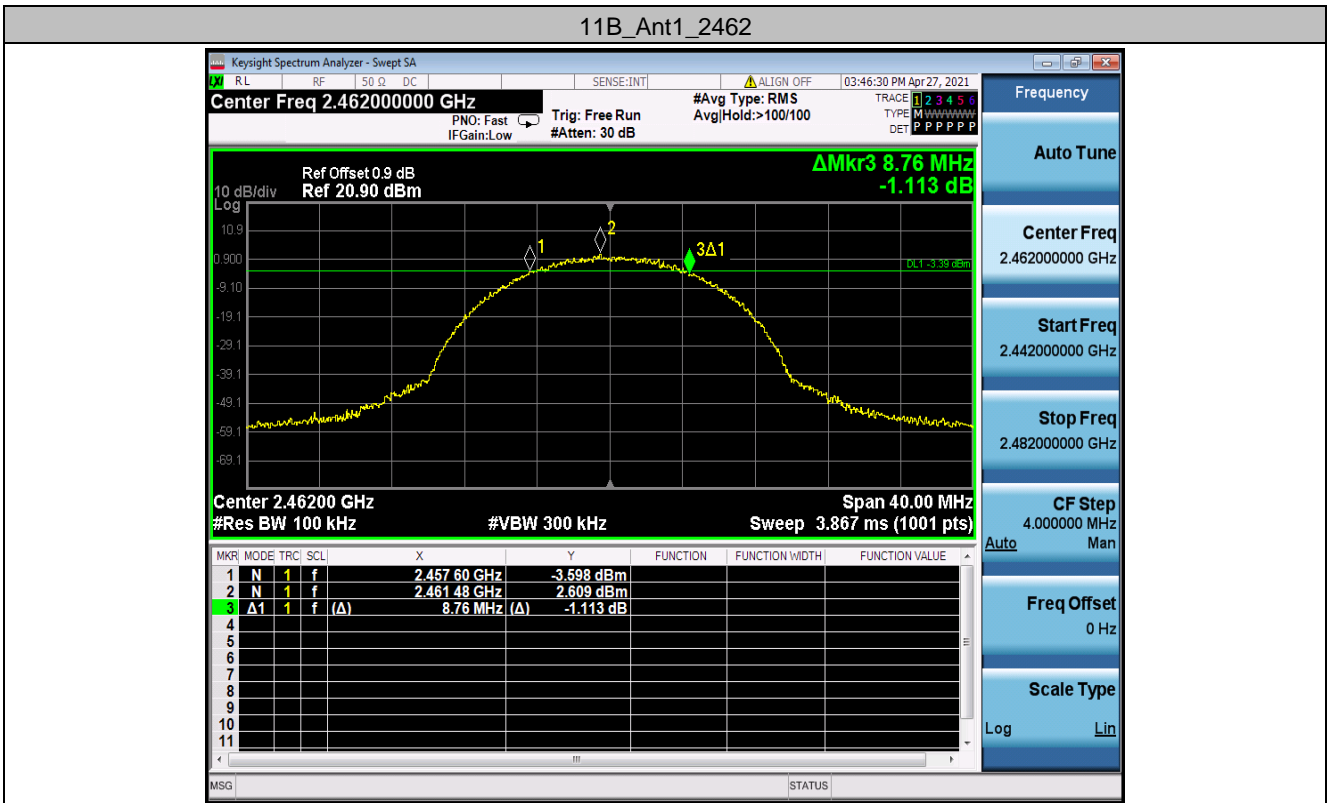 11B_Ant1_2462
Keysight Spectrum Analyzer - Swept SA
LXI RL RF 50 Ω DC SENSE:INT ALIGN OFF 03:46:30 PM Apr 27, 2021
Center Freq 2.462000000 GHz
PNO: Fast
IFGain:Low
Trig: Free Run
#Atten: 30 dB
#Avg Type: RMS
Avg|Hold:>100/100
TRACE 1 2 3 4 5 6
TYPE M WWWWW
DET P P P P P P
ΔMkr3 8.76 MHz
-1.113 dB
Ref Offset 0.9 dB
10 dB/div Ref 20.90 dBm
Log
10.9
0.900
-9.10
-19.1
-29.1
-39.1
-49.1
-59.1
-69.1
1
2
3Δ1
DL1 -3.39 dBm
Center 2.46200 GHz Span 40.00 MHz
#Res BW 100 kHz #VBW 300 kHz Sweep 3.867 ms (1001 pts)
MKR MODE TRC SCL X Y FUNCTION FUNCTION WIDTH FUNCTION VALUE
1 N 1 f 2.457 60 GHz -3.598 dBm
2 N 1 f 2.461 48 GHz 2.609 dBm
3 Δ1 1 f (Δ) 8.76 MHz (Δ) -1.113 dB
4
5
6
7
8
9
10
11
MSG STATUS
Frequency
Auto Tune
Center Freq
2.462000000 GHz
Start Freq
2.442000000 GHz
Stop Freq
2.482000000 GHz
CF Step
4.000000 MHz
Auto Man
Freq Offset
0 Hz
Scale Type
Log Lin